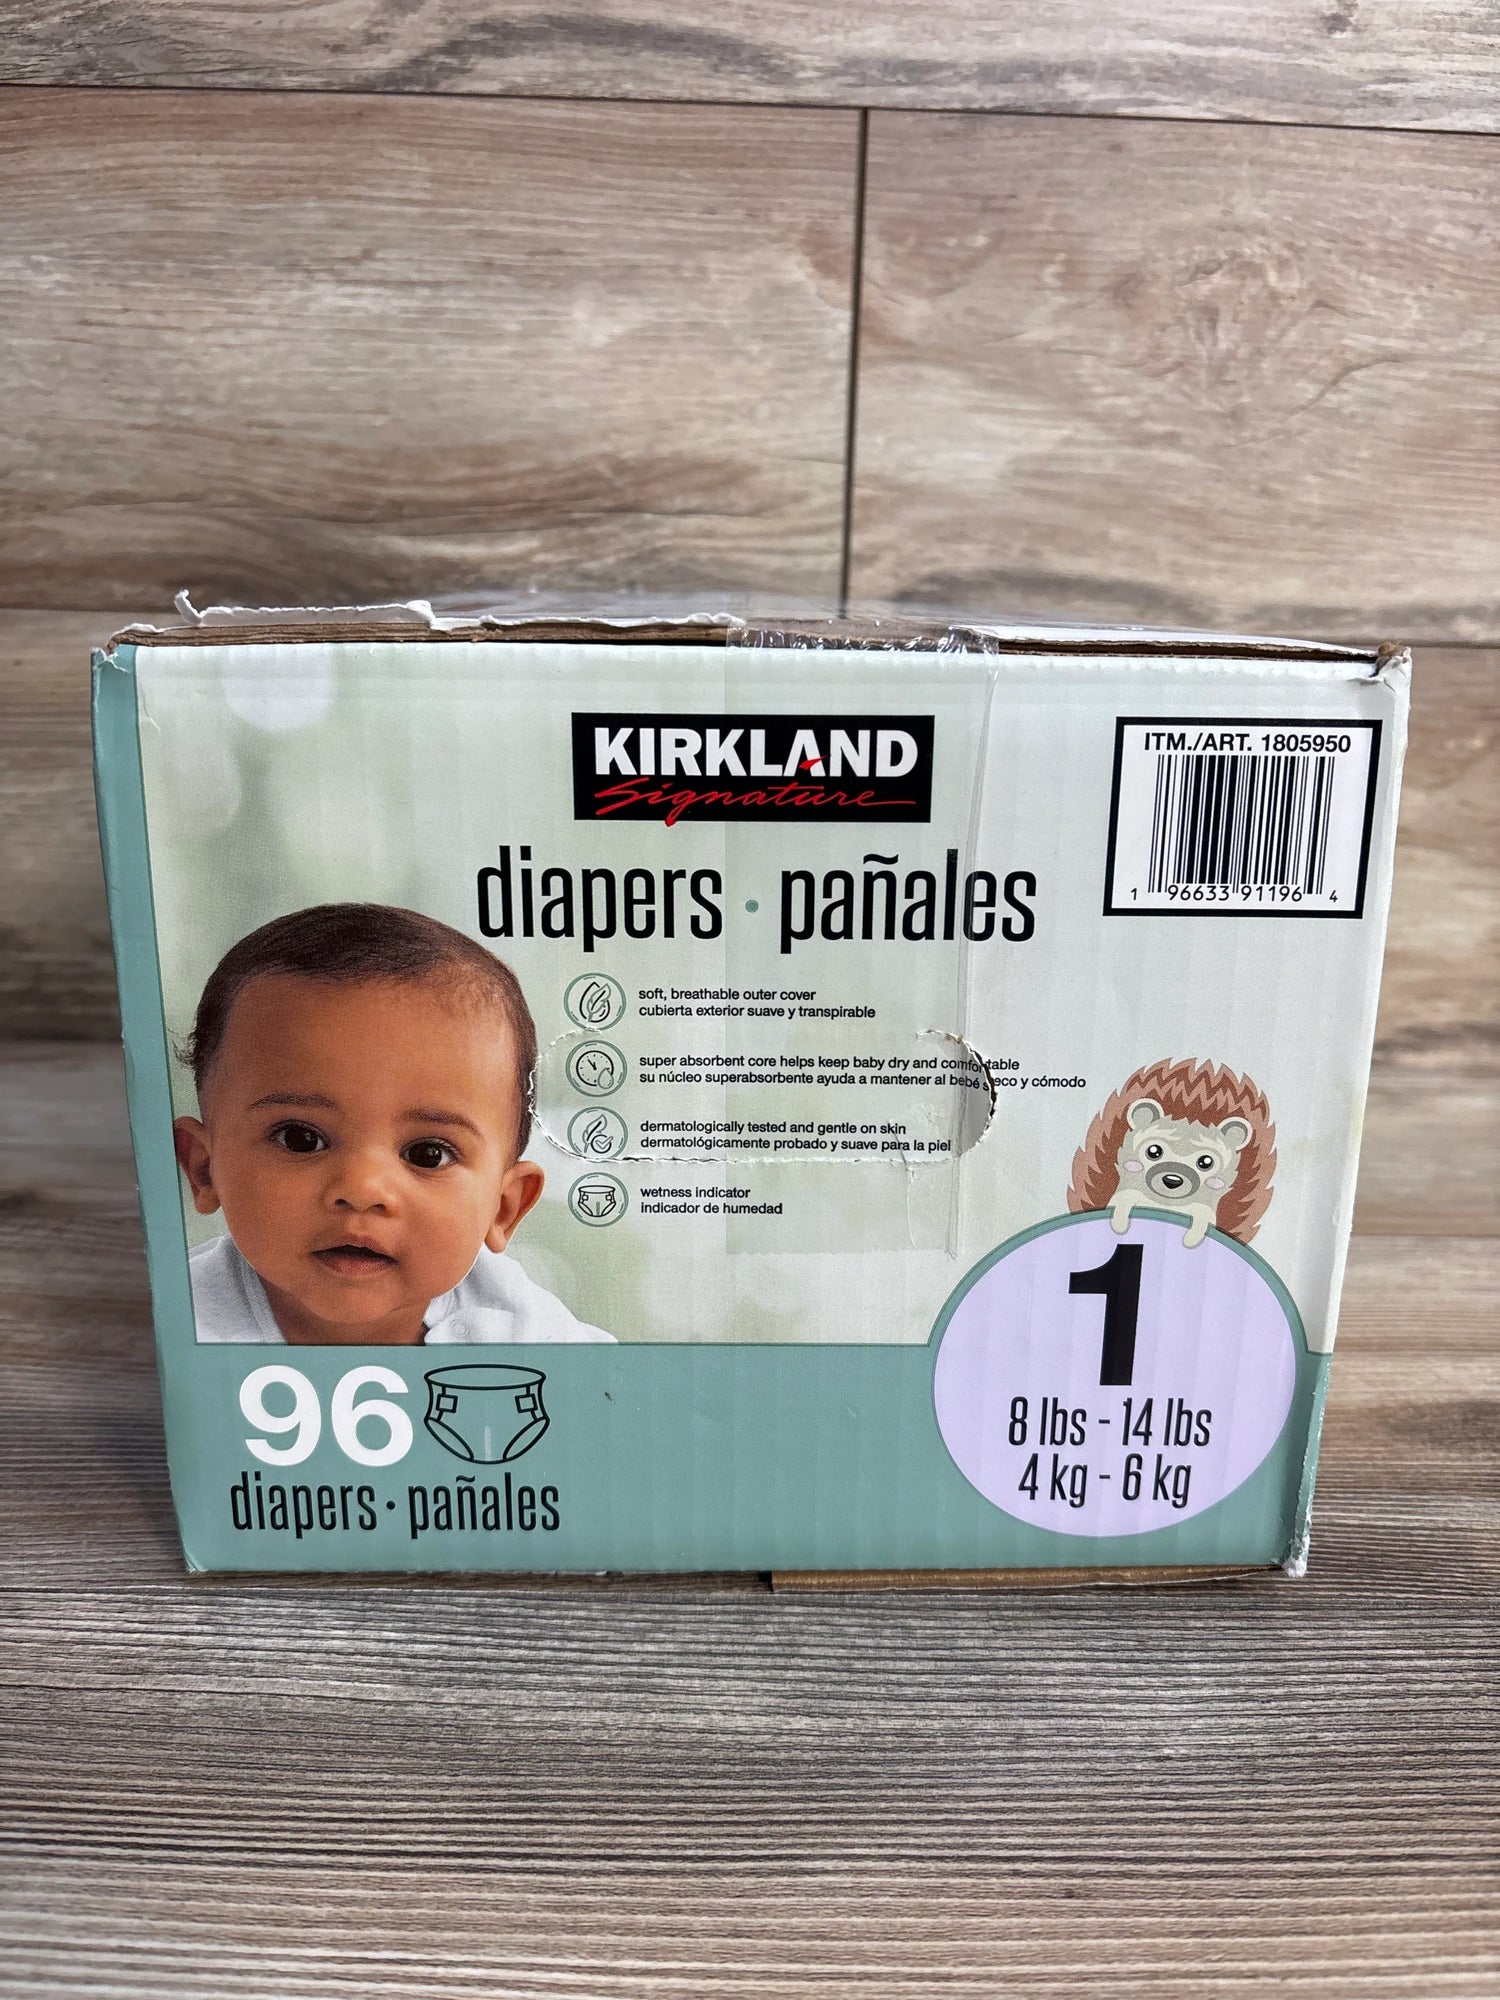 KIRKLAND
Signature
ITM./ART. 1805950
1 96633 91196 4
diapers • pañales
soft, breathable outer cover
cubierta exterior suave y transpirable
super absorbent core helps keep baby dry and comfortable
su núcleo superabsorbente ayuda a mantener al bebé seco y cómodo
dermatologically tested and gentle on skin
dermatológicamente probado y suave para la piel
wetness indicator
indicador de humedad
1
8 lbs - 14 lbs
4 kg - 6 kg
96
diapers • pañales